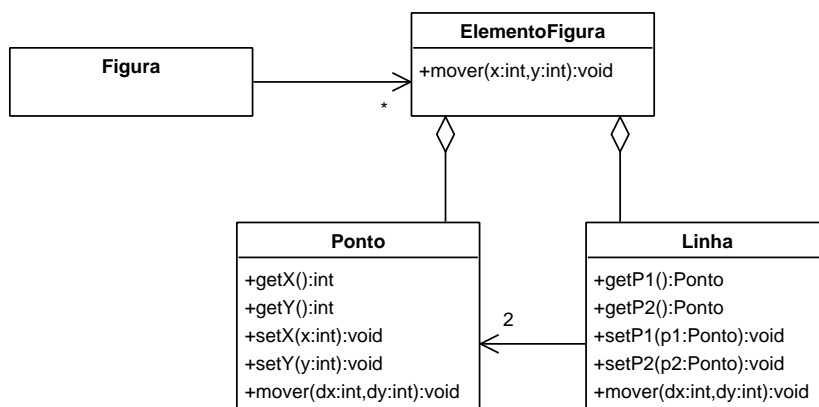 Figura
*
ElementoFigura
+mover(x:int,y:int):void
Ponto
+getX():int
+getY():int
+setX(x:int):void
+setY(y:int):void
+mover(dx:int,dy:int):void
2
Linha
+getP1():Ponto
+getP2():Ponto
+setP1(p1:Ponto):void
+setP2(p2:Ponto):void
+mover(dx:int,dy:int):void